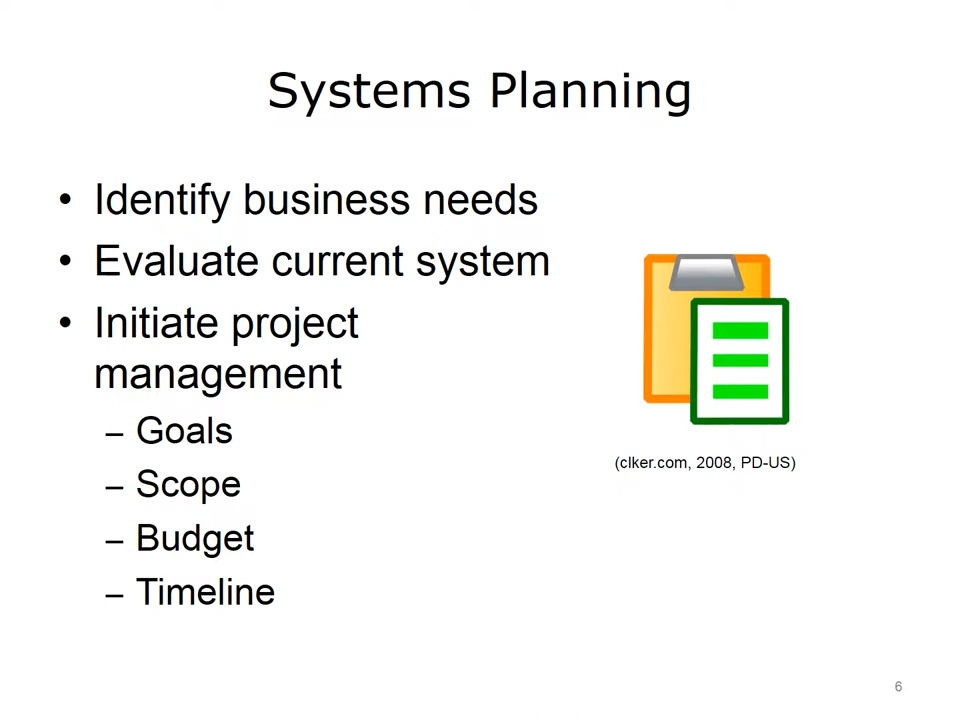 Systems Planning
• Identify business needs
• Evaluate current system
• Initiate project
management
– Goals
– Scope
– Budget
– Timeline
(clker.com, 2008, PD-US)
6